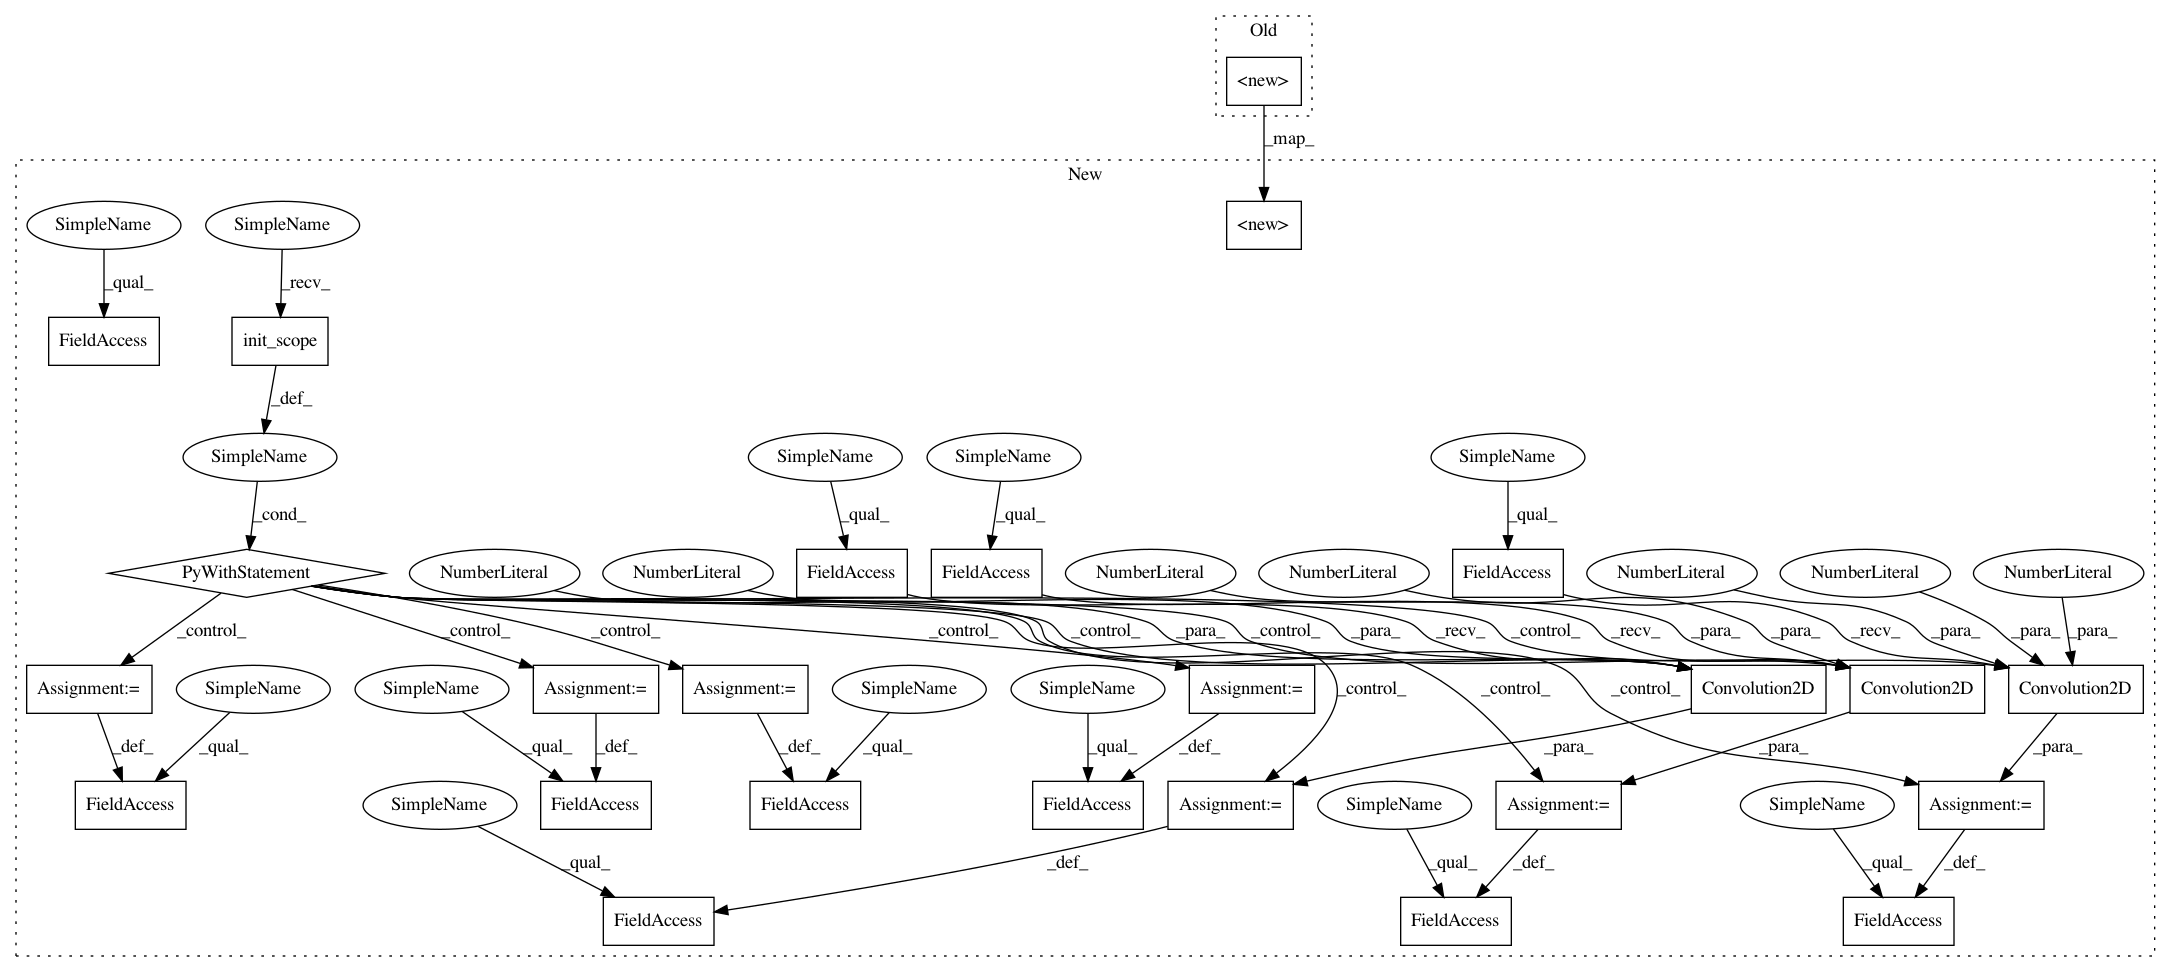 Old
<new>
_map_
New
SimpleName
SimpleName
<new>
_qual_
_recv_
FieldAccess
init_scope
_def_
SimpleName
SimpleName
SimpleName
SimpleName
_cond_
_qual_
_qual_
_qual_
PyWithStatement
NumberLiteral
NumberLiteral
FieldAccess
FieldAccess
NumberLiteral
NumberLiteral
FieldAccess
NumberLiteral
NumberLiteral
NumberLiteral
_control_
_control_
_control_
_control_
_control_
_para_
_control_
_para_
_recv_
_control_
_recv_
_para_
_para_
_recv_
_para_
_para_
_para_
Assignment:=
SimpleName
SimpleName
Assignment:=
Assignment:=
SimpleName
SimpleName
Assignment:=
Convolution2D
Convolution2D
Convolution2D
_control_
_control_
_control_
_def_
_qual_
_qual_
_def_
_def_
_qual_
_qual_
_def_
_para_
_para_
_para_
FieldAccess
SimpleName
FieldAccess
FieldAccess
FieldAccess
Assignment:=
SimpleName
Assignment:=
SimpleName
Assignment:=
_qual_
_def_
_qual_
_def_
_qual_
_def_
FieldAccess
FieldAccess
FieldAccess